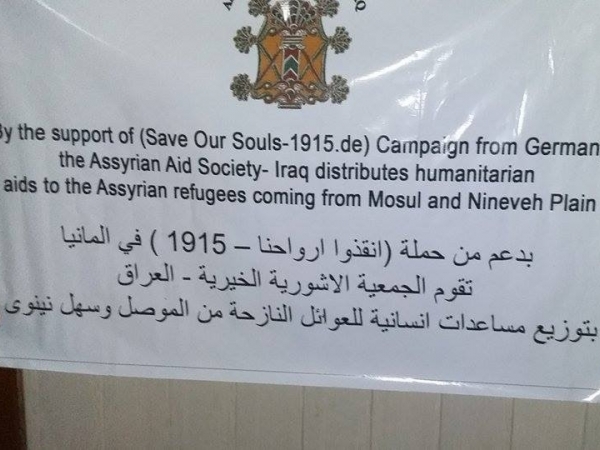 By the support of (Save Our Souls-1915.de) Campaign from German
the Assyrian Aid Society- Iraq distributes humanitarian
aids to the Assyrian refugees coming from Mosul and Nineveh Plain
بدعم من حملة (انقذوا ارواحنا – 1915 ) في المانيا
تقوم الجمعية الاشورية الخيرية - العراق
بتوزيع مساعدات انسانية للعوائل النازحة من الموصل وسهل نينوى